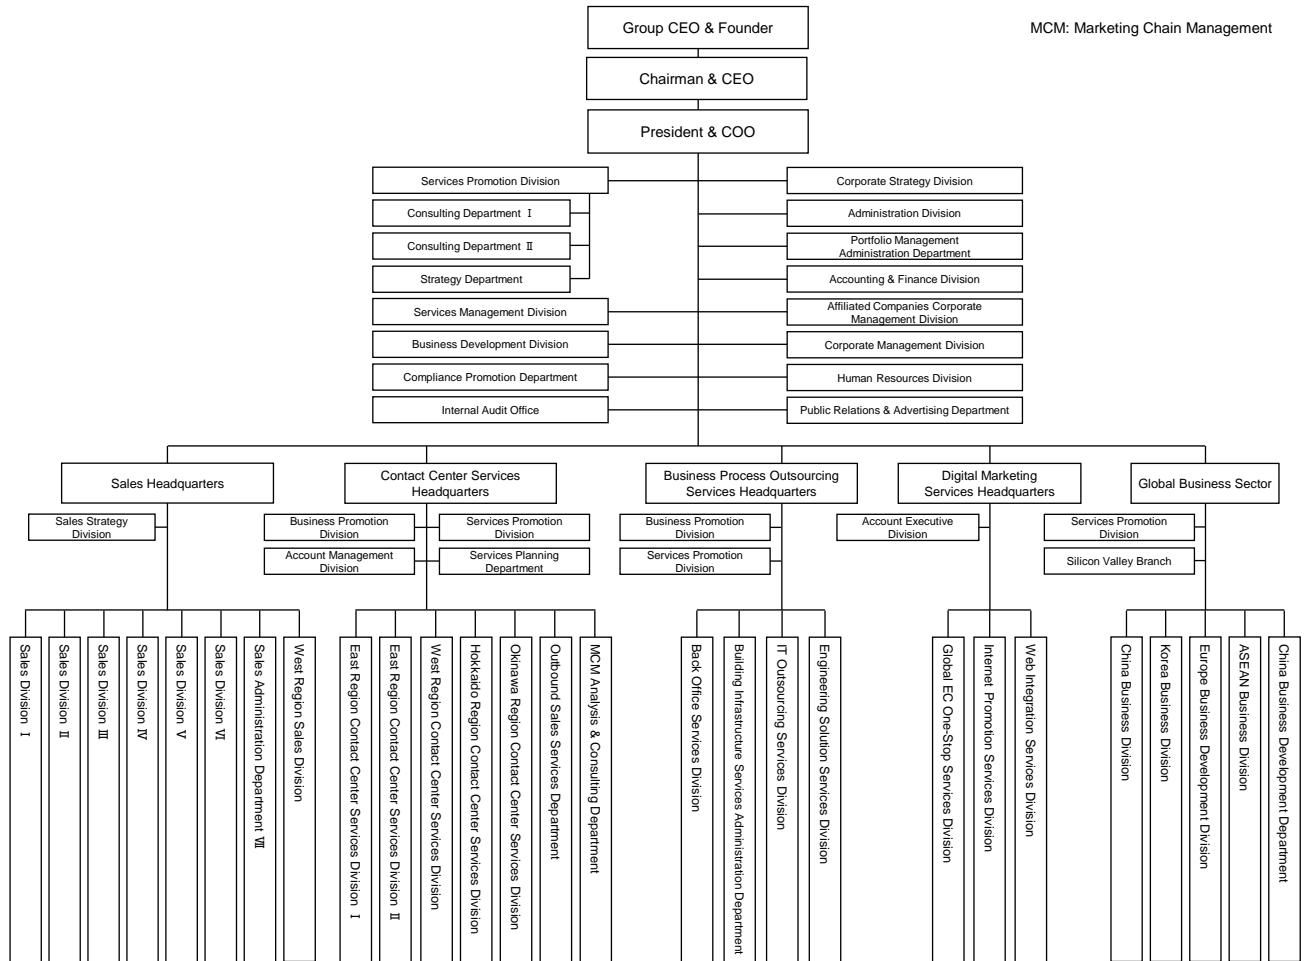 Group CEO & Founder
MCM: Marketing Chain Management
Chairman & CEO
President & COO
Services Promotion Division
Corporate Strategy Division
Consulting Department Ⅰ
Administration Division
Consulting Department Ⅱ
Portfolio Management
Administration Department
Strategy Department
Accounting & Finance Division
Services Management Division
Affiliated Companies Corporate
Management Division
Business Development Division
Corporate Management Division
Compliance Promotion Department
Human Resources Division
Internal Audit Office
Public Relations & Advertising Department
Sales Headquarters
Contact Center Services
Headquarters
Business Process Outsourcing
Services Headquarters
Digital Marketing
Services Headquarters
Global Business Sector
Sales Strategy
Division
Business Promotion
Division
Services Promotion
Division
Business Promotion
Division
Account Executive
Division
Services Promotion
Division
Account Management
Division
Services Planning
Department
Services Promotion
Division
Silicon Valley Branch
Sales Division Ⅰ
Sales Division Ⅱ
Sales Division Ⅲ
Sales Division Ⅳ
Sales Division Ⅴ
Sales Division Ⅵ
Sales Administration Department Ⅶ
West Region Sales Division
East Region Contact Center Services Division Ⅰ
East Region Contact Center Services Division Ⅱ
West Region Contact Center Services Division
Hokkaido Region Contact Center Services Division
Okinawa Region Contact Center Services Division
Outbound Sales Services Department
MCM Analysis & Consulting Department
Back Office Services Division
Building Infrastructure Services Administration Department
IT Outsourcing Services Division
Engineering Solution Services Division
Global EC One-Stop Services Division
Internet Promotion Services Division
Web Integration Services Division
China Business Division
Korea Business Division
Europe Business Development Division
ASEAN Business Division
China Business Development Department